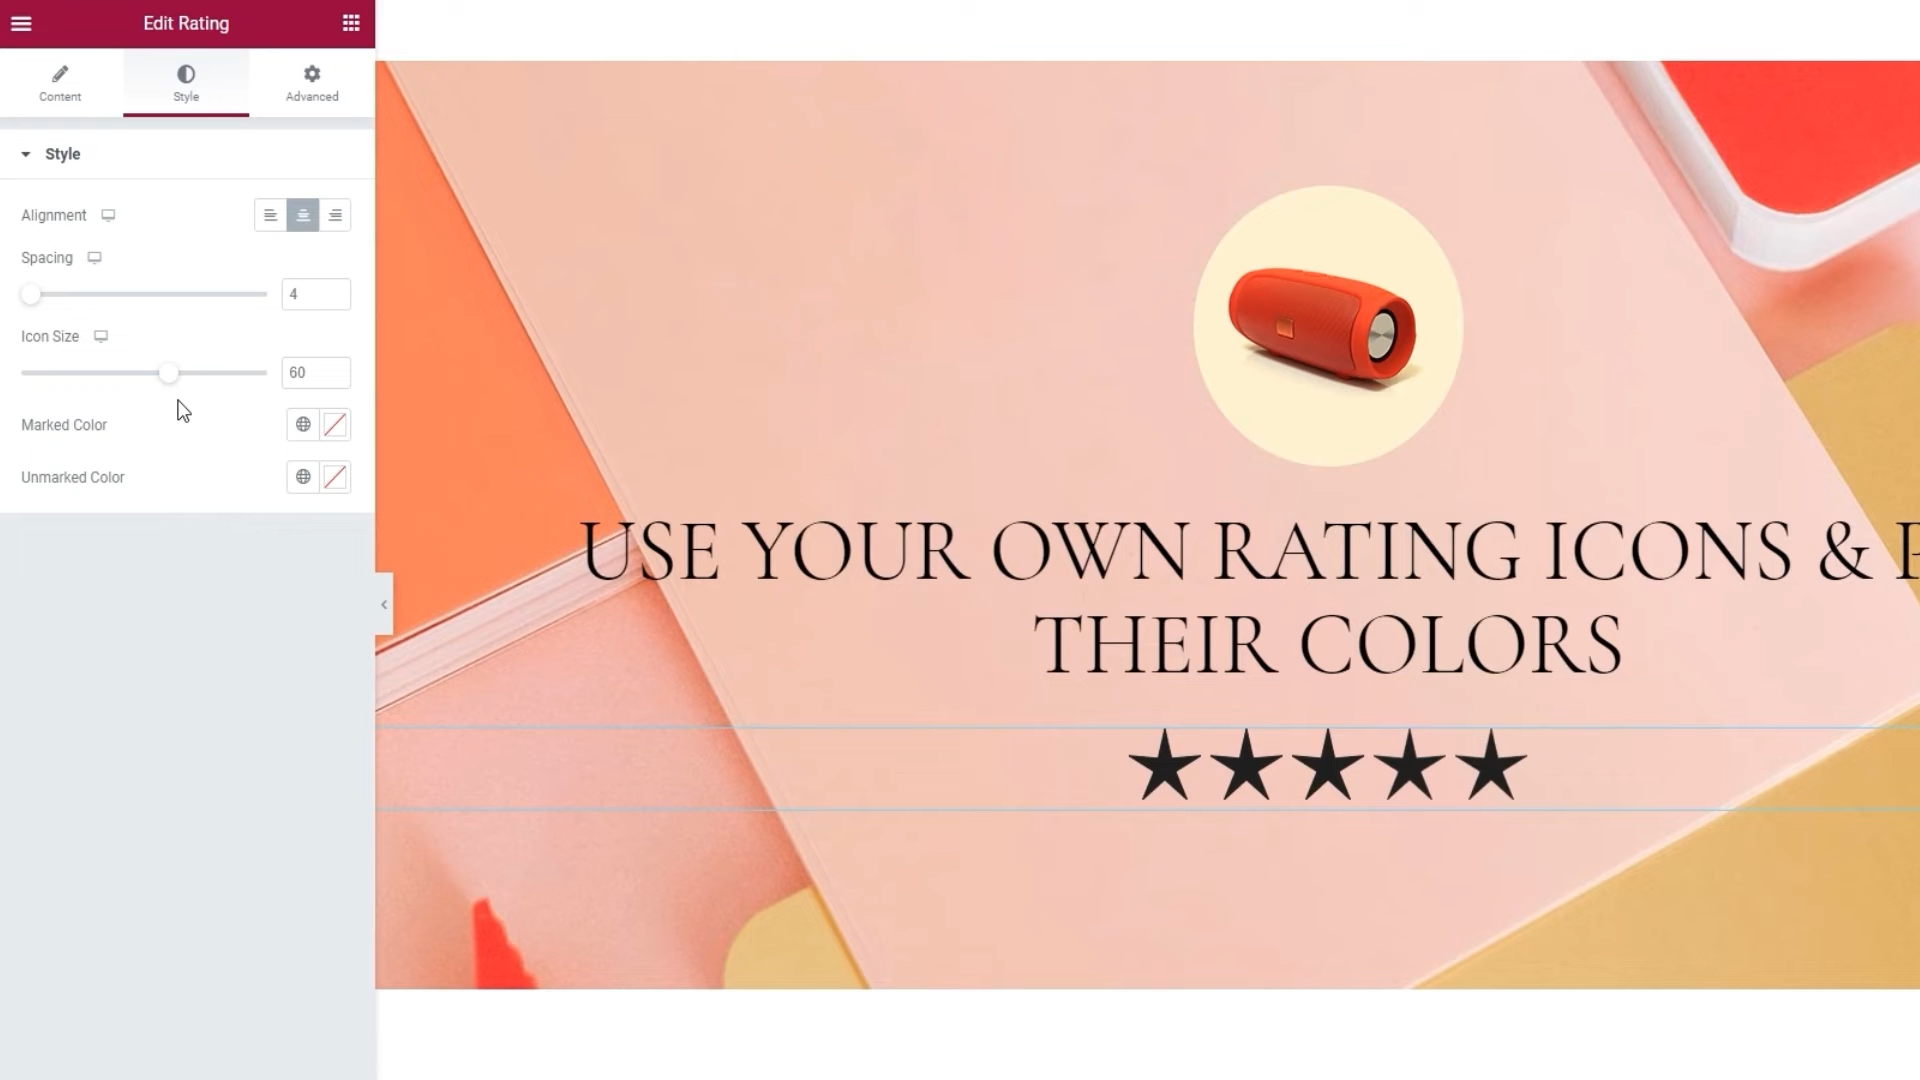 Edit Rating
Content
Style
Advanced
Style
Alignment
Spacing
4
Icon Size
60
Marked Color
Unmarked Color
USE YOUR OWN RATING ICONS &
THEIR COLORS